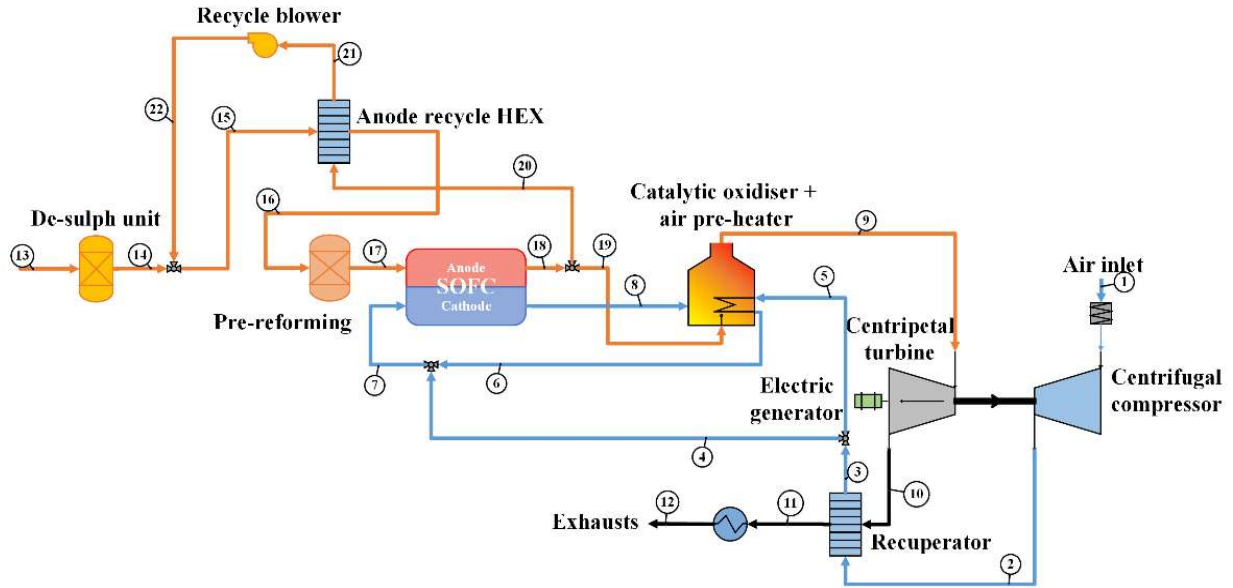 Recycle blower
21
22
15
Anode recycle HEX
20
16
Catalytic oxidiser +
air pre-heater
9
De-sulph unit
Air inlet
1
13
14
17
Anode
SOFC
Cathode
18
19
8
5
Pre-reforming
Centripetal
turbine
7
6
Electric
generator
Centrifugal
compressor
4
3
10
12
11
Exhausts
Recuperator
2